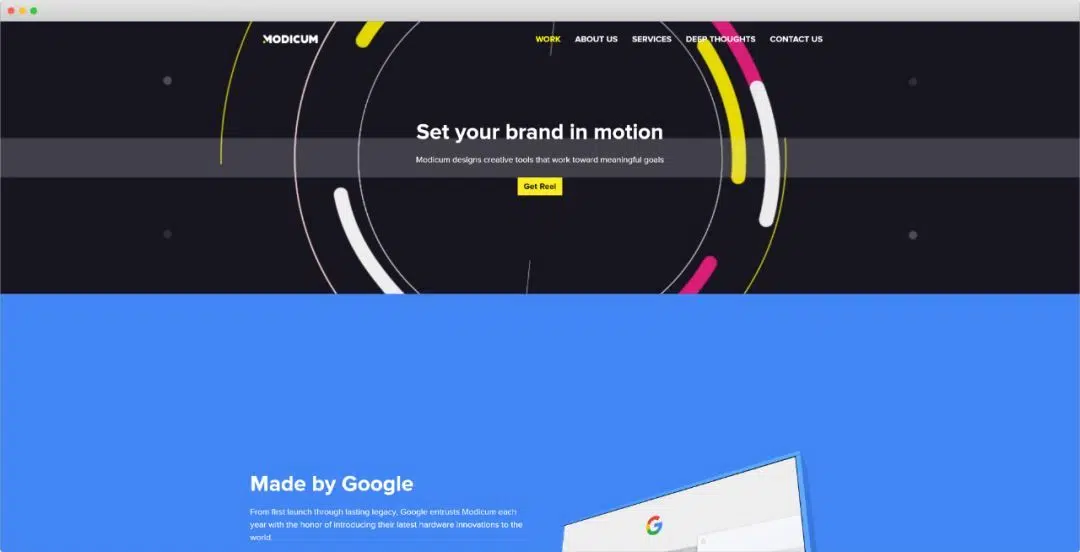 MODICUM
WORK ABOUT US SERVICES DEEP THOUGHTS CONTACT US
Set your brand in motion
Modicum designs creative tools that work toward meaningful goals
Get Reel
Made by Google
From first launch through lasting legacy, Google entrusts Modicum each
year with the honor of introducing their latest hardware innovations to the
world.
G